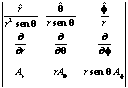 r̂ / r² sen θ    θ̂ / r sen θ    φ̂ / r
∂ / ∂r    ∂ / ∂θ    ∂ / ∂φ
A_r    rA_θ    r sen θ A_φ